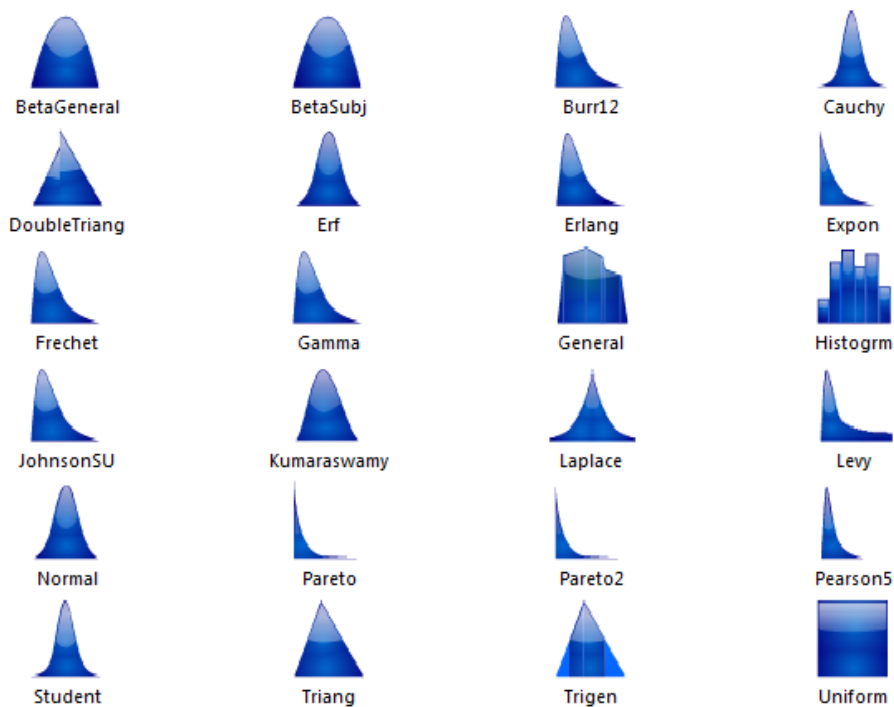 BetaGeneral
BetaSubj
Burr12
Cauchy
DoubleTriang
Erf
Erlang
Expon
Frechet
Gamma
General
Histogrm
JohnsonSU
Kumaraswamy
Laplace
Levy
Normal
Pareto
Pareto2
Pearson5
Student
Triang
Trigen
Uniform